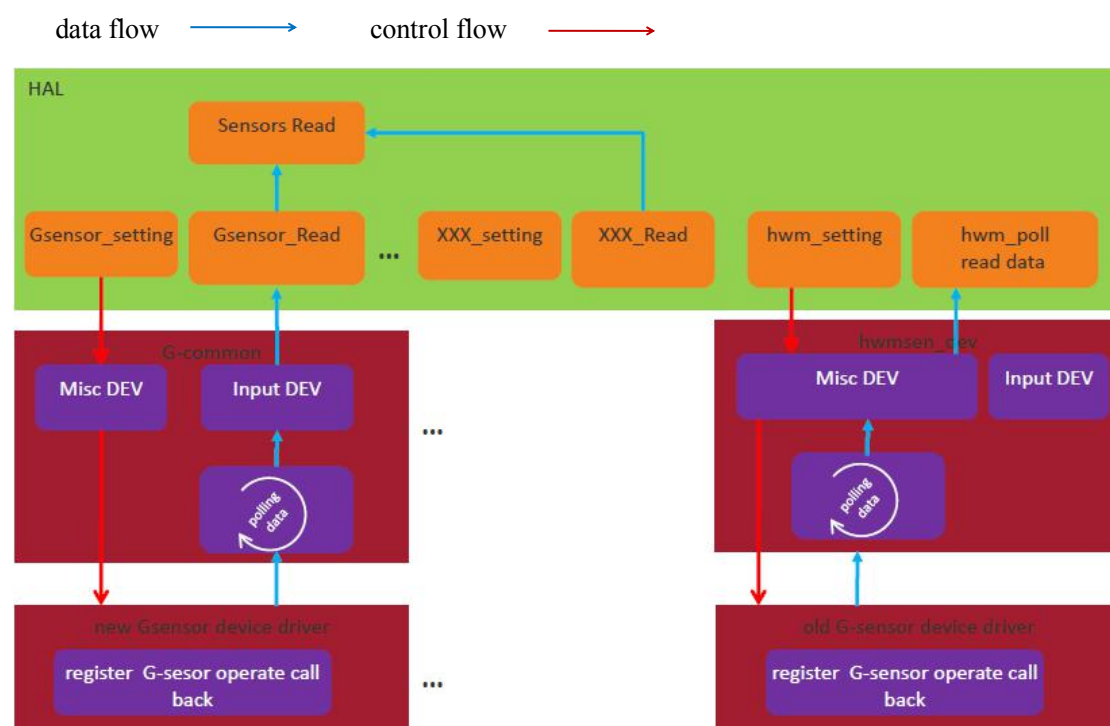 data flow
control flow
HAL
Sensors Read
Gsensor_setting
Gsensor_Read
...
XXX_setting
XXX_Read
hwm_setting
hwm_poll
read data
G-common
hwmsen_dev
Misc DEV
Input DEV
...
Misc DEV
Input DEV
polling
data
polling
data
new Gsensor device driver
old G-sensor device driver
register G-sesor operate call
back
...
register G-sensor operate call
back